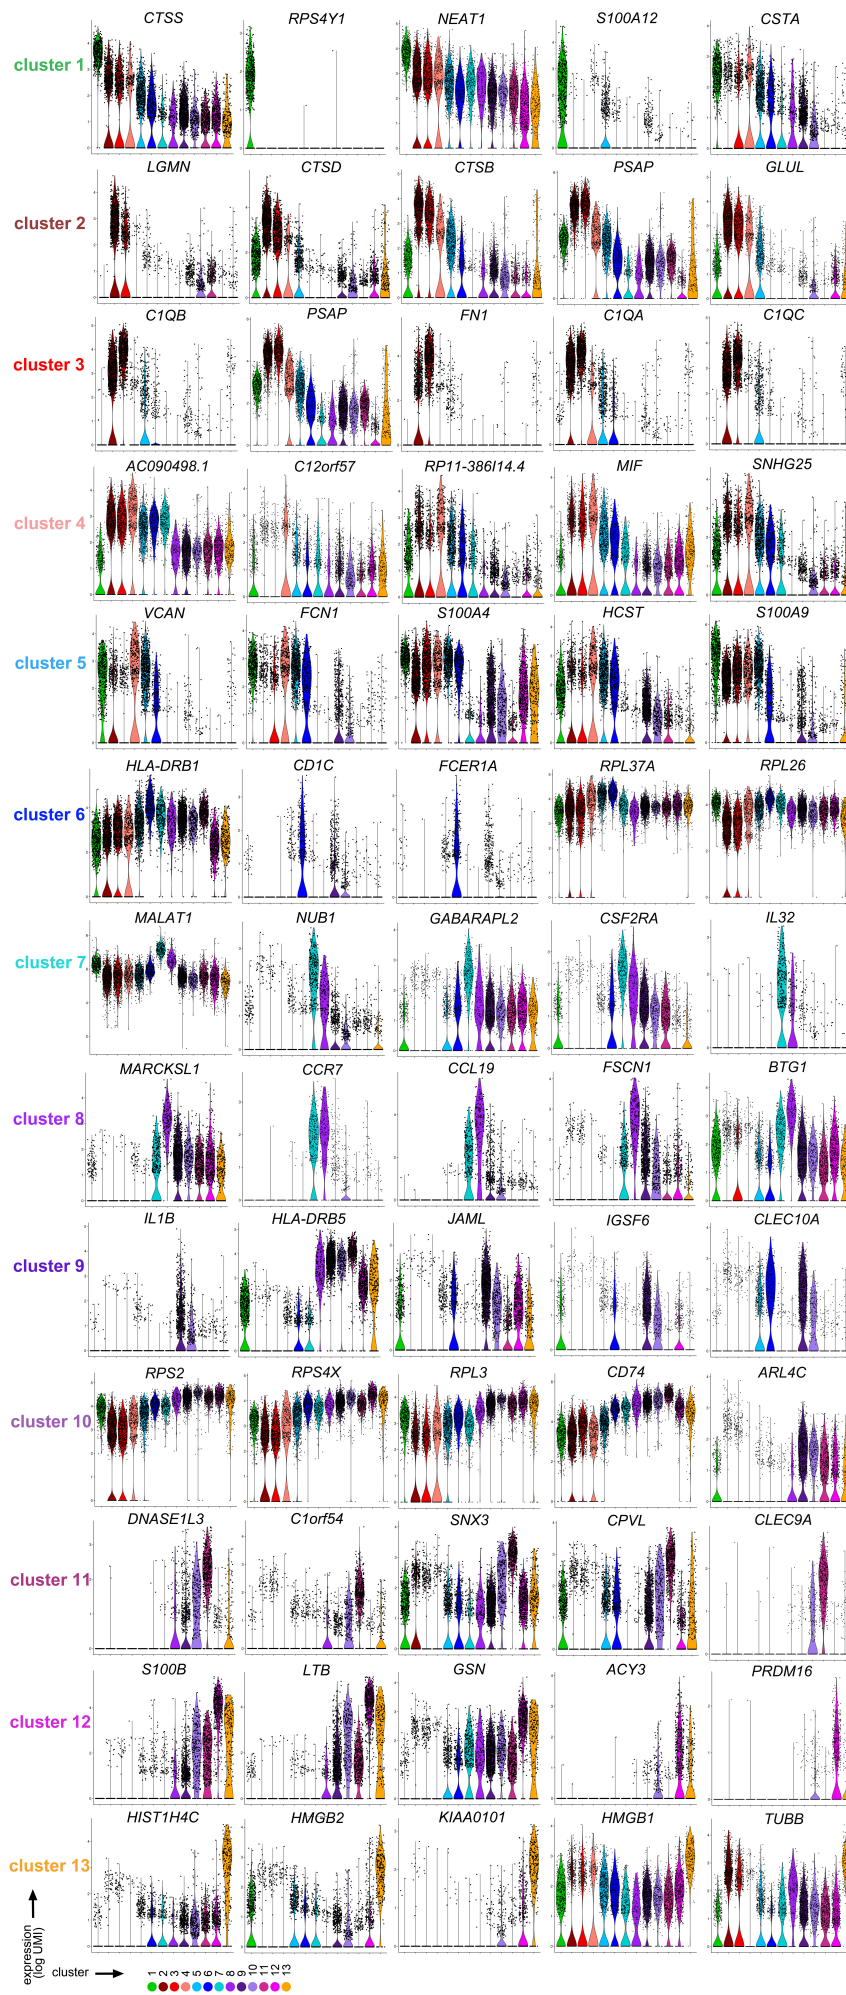 CTSS RPS4Y1 NEAT1 S100A12 CSTA
cluster 1
LGMN CTSD CTSB PSAP GLUL
cluster 2
C1QB PSAP FN1 C1QA C1QC
cluster 3
AC090498.1 C12orf57 RP11-386I14.4 MIF SNHG25
cluster 4
VCAN FCN1 S100A4 HCST S100A9
cluster 5
HLA-DRB1 CD1C FCER1A RPL37A RPL26
cluster 6
MALAT1 NUB1 GABARAPL2 CSF2RA IL32
cluster 7
MARCKSL1 CCR7 CCL19 FSCN1 BTG1
cluster 8
IL1B HLA-DRB5 JAML IGSF6 CLEC10A
cluster 9
RPS2 RPS4X RPL3 CD74 ARL4C
cluster 10
DNASE1L3 C1orf54 SNX3 CPVL CLEC9A
cluster 11
S100B LTB GSN ACY3 PRDM16
cluster 12
HIST1H4C HMGB2 KIAA0101 HMGB1 TUBB
cluster 13
expression
(log UMI)
cluster
1 2 3 4 5 6 7 8 9 10 11 12 13